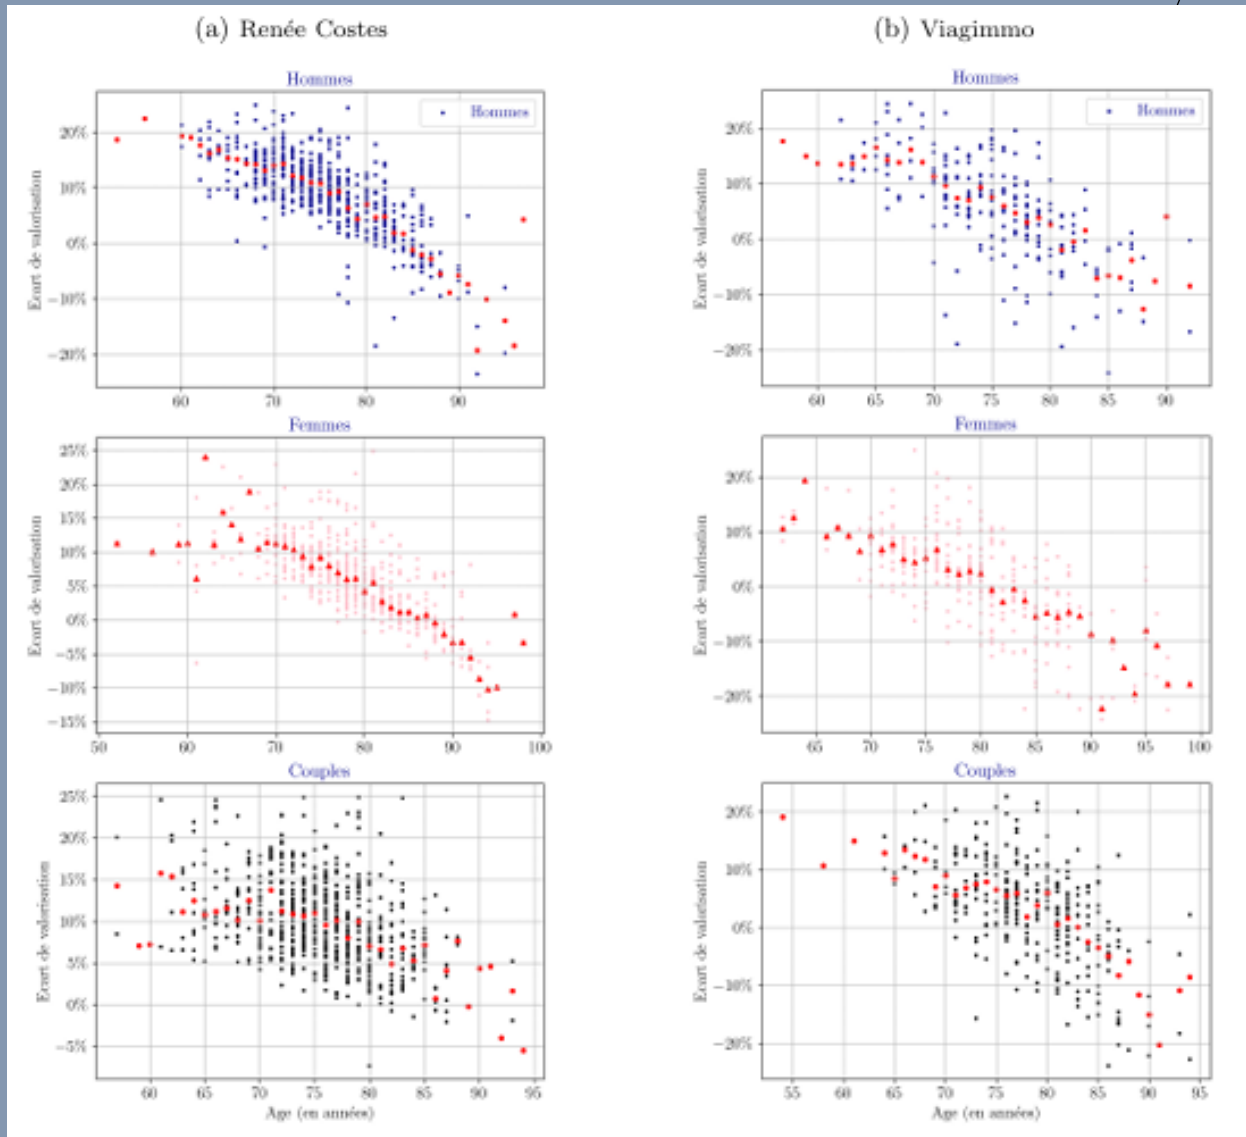 (a) Renée Costes
(b) Viagimmo
Hommes
Hommes
Ecart de valorisation
20%
10%
0%
−10%
−20%
60 70 80 90
Hommes
Hommes
Ecart de valorisation
20%
10%
0%
−10%
−20%
60 65 70 75 80 85 90
Femmes
Ecart de valorisation
25%
20%
15%
10%
5%
0%
−5%
−10%
−15%
50 60 70 80 90 100
Femmes
Ecart de valorisation
20%
10%
0%
−10%
−20%
65 70 75 80 85 90 95 100
Couples
Ecart de valorisation
25%
20%
15%
10%
5%
0%
−5%
60 65 70 75 80 85 90 95
Age (en années)
Couples
Ecart de valorisation
20%
10%
0%
−10%
−20%
55 60 65 70 75 80 85 90 95
Age (en années)